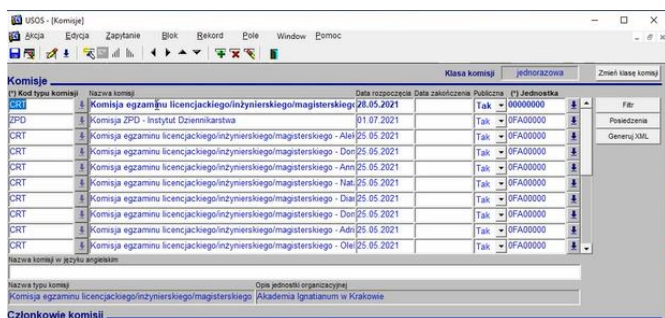 USOS - [Komisje]
Akcja Edycja Zapytanie Blok Rekord Pole Window Pomoc
Klasa komisji jednorazowa Zmień klasę komisji
Komisje
(*) Kod typu komisji Nazwa komisji Data rozpoczęcia Data zakończenia Publiczna (*) Jednostka
CRT Komisja egzaminu licencjackiego/inżynierskiego/magisterskiego 28.05.2021 Tak 00000000 Filtr
ZPD Komisja ZPD - Instytut Dziennikarstwa 01.07.2021 Tak 0FA00000 Posiedzenia
CRT Komisja egzaminu licencjackiego/inżynierskiego/magisterskiego - Alek 25.05.2021 Tak 0FA00000 Generuj XML
CRT Komisja egzaminu licencjackiego/inżynierskiego/magisterskiego - Don 25.05.2021 Tak 0FA00000
CRT Komisja egzaminu licencjackiego/inżynierskiego/magisterskiego - Ann 25.05.2021 Tak 0FA00000
CRT Komisja egzaminu licencjackiego/inżynierskiego/magisterskiego - Nat 25.05.2021 Tak 0FA00000
CRT Komisja egzaminu licencjackiego/inżynierskiego/magisterskiego - Dia 25.05.2021 Tak 0FA00000
CRT Komisja egzaminu licencjackiego/inżynierskiego/magisterskiego - Don 25.05.2021 Tak 0FA00000
CRT Komisja egzaminu licencjackiego/inżynierskiego/magisterskiego - Adri 25.05.2021 Tak 0FA00000
CRT Komisja egzaminu licencjackiego/inżynierskiego/magisterskiego - Ole 25.05.2021 Tak 0FA00000
Nazwa komisji w języku angielskim
Nazwa typu komisji Opis jednostki organizacyjnej
Komisja egzaminu licencjackiego/inżynierskiego/magisterskiego Akademia Ignatianum w Krakowie
Członkowie komisji